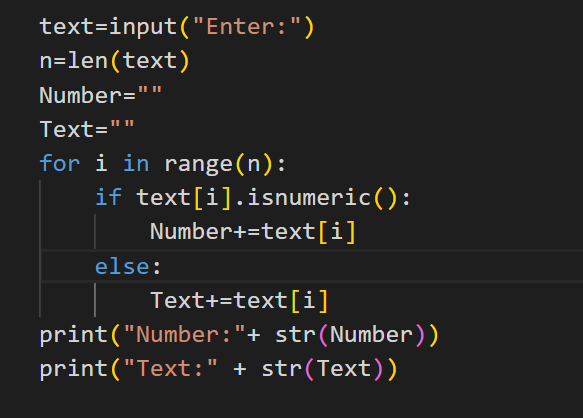 text=input("Enter:")
n=len(text)
Number=""
Text=""
for i in range(n):
    if text[i].isnumeric():
        Number+=text[i]
    else:
        Text+=text[i]
print("Number:"+ str(Number))
print("Text:" + str(Text))